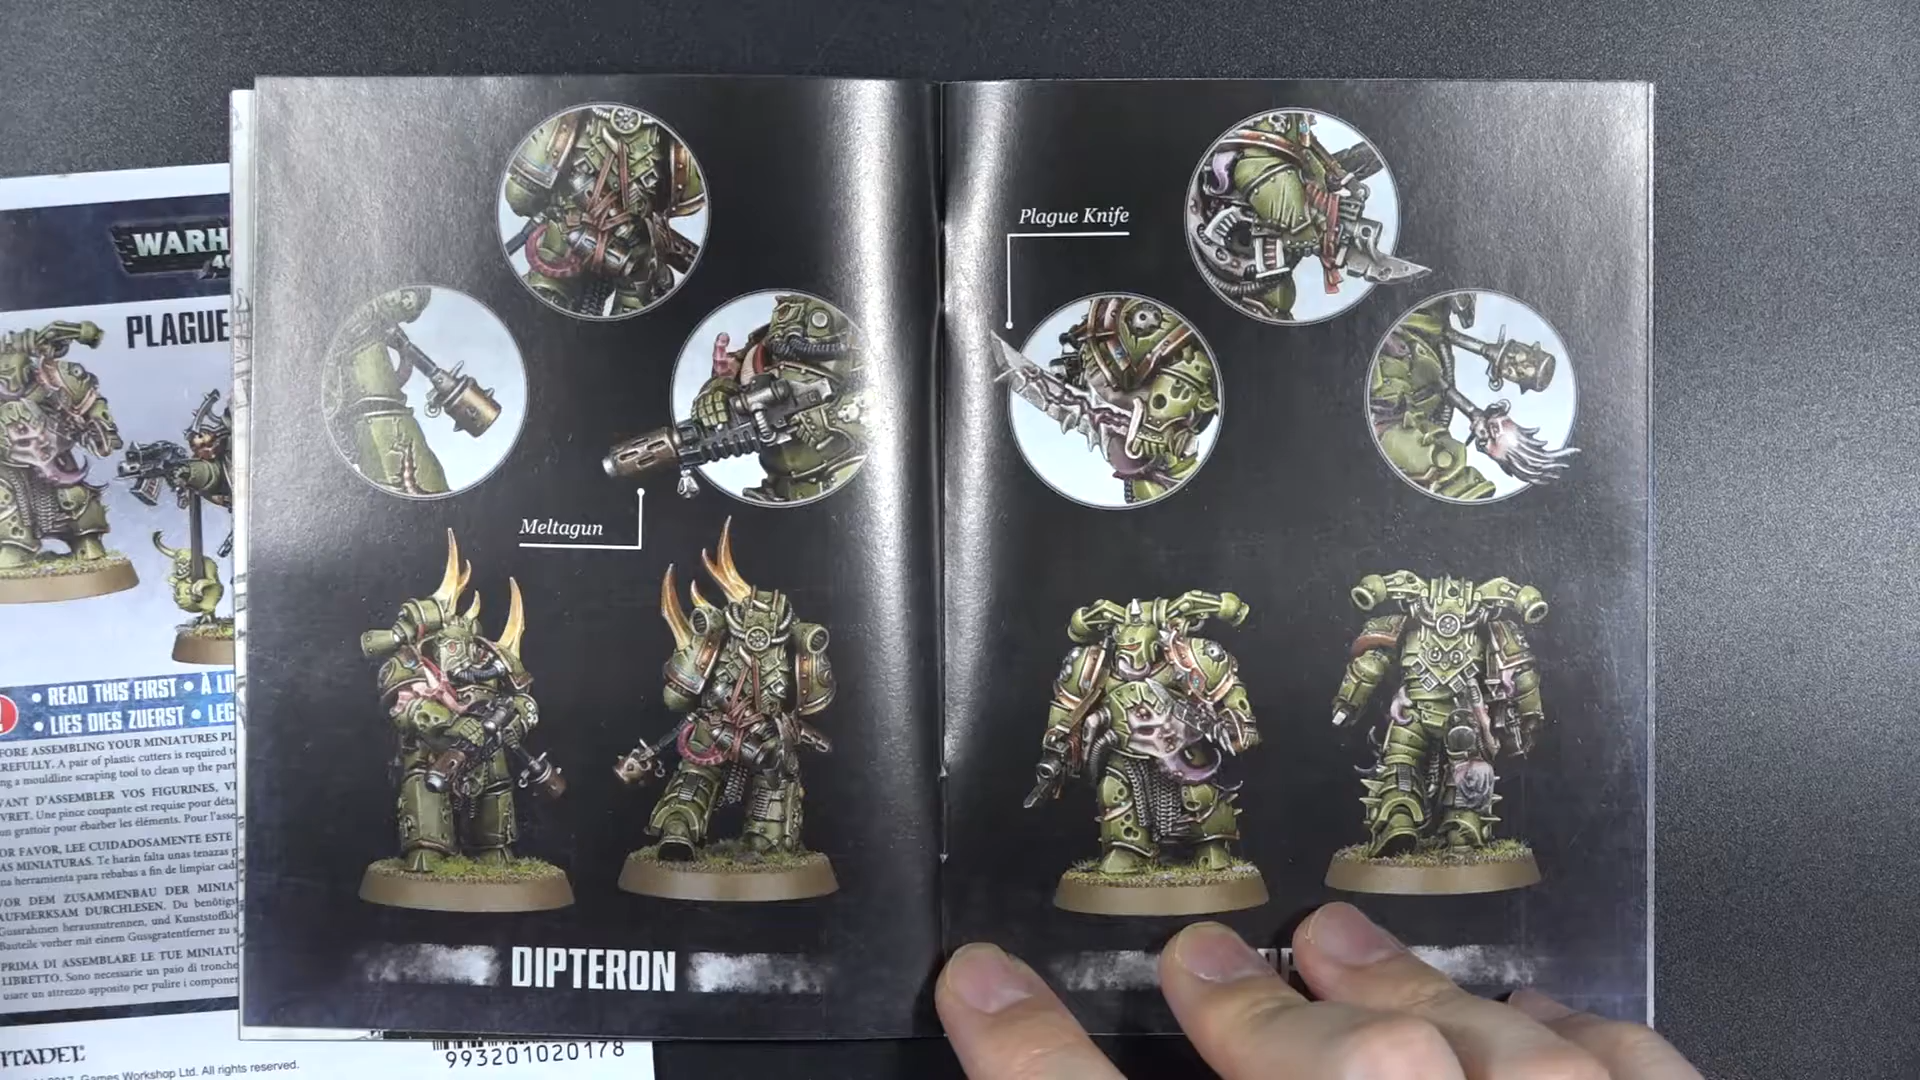 WARH
40
PLAGUE
• READ THIS FIRST • À LI
• LIES DIES ZUERST • LEG
FORE ASSEMBLING YOUR MINIATURES PL
REFULLY. A pair of plastic cutters is required t
ng a mouldline scraping tool to clean up the part
VANT D'ASSEMBLER VOS FIGURINES, V
VRET. Une pince coupante est requise pour déta
un grattoir pour ébarber les éléments. Pour l'asse
OR FAVOR, LEE CUIDADOSAMENTE ESTE
AS MINIATURAS. Te harán falta unas tenazas p
na herramienta para rebabas a fin de limpiar cad
VOR DEM ZUSAMMENBAU DER MINIA
AUFMERKSAM DURCHLESEN. Du benötigs
Gussrahmen herauszutrennen, und Kunststoffkle
Bauteile vorher mit einem Gussgratentferner zu s
PRIMA DI ASSEMBLARE LE TUE MINIATU
LIBRETTO. Sono necessarie un paio di tronche
usare un attrezzo apposito per pulire i componen
ITADEL
2017. Games Workshop Ltd. All rights reserved.
993201020178
Meltagun
DIPTERON
Plague Knife